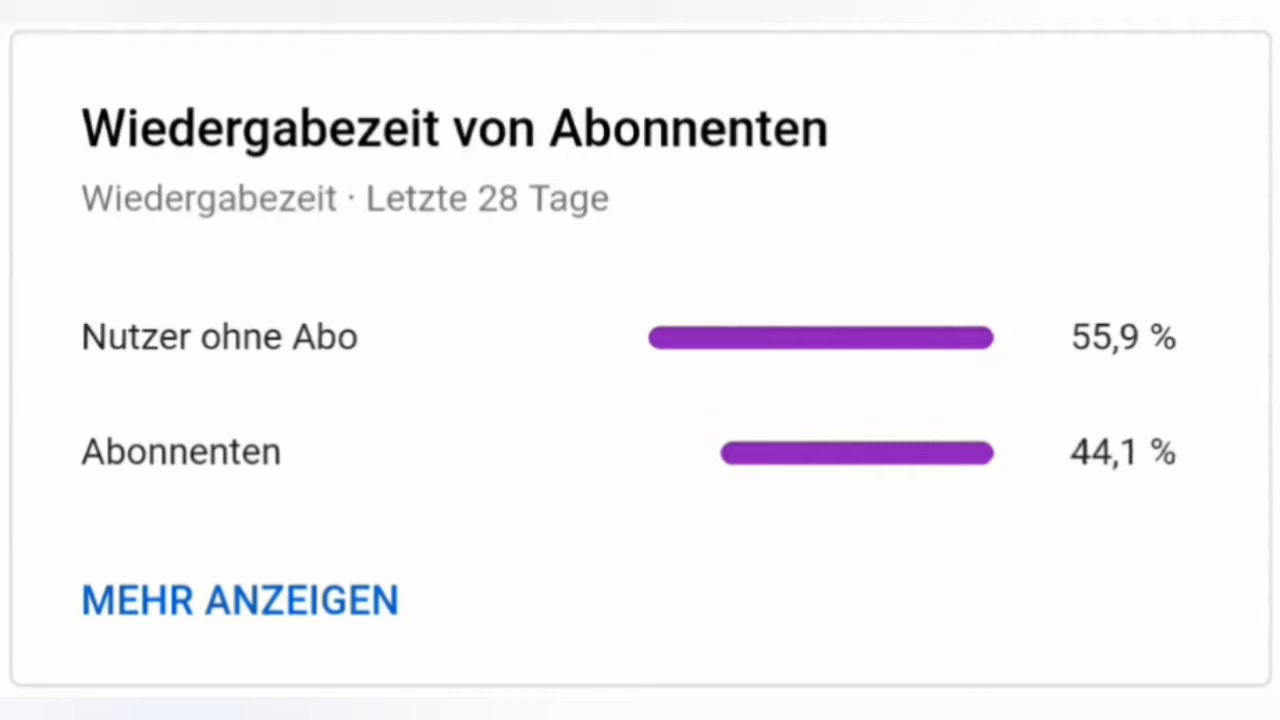 Wiedergabezeit von Abonnenten
Wiedergabezeit · Letzte 28 Tage
Nutzer ohne Abo 55,9 %
Abonnenten 44,1 %
MEHR ANZEIGEN